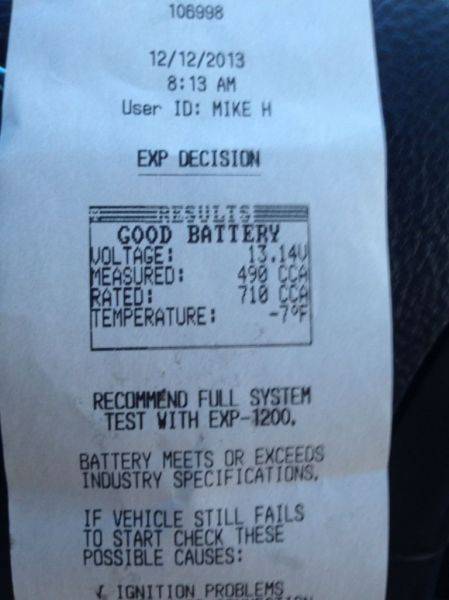 106998
12/12/2013
8:13 AM
User ID: MIKE H
EXP DECISION
RESULTS
GOOD BATTERY
VOLTAGE: 13.14V
MEASURED: 490 CCA
RATED: 710 CCA
TEMPERATURE: -7°F
RECOMMEND FULL SYSTEM
TEST WITH EXP-1200.
BATTERY MEETS OR EXCEEDS
INDUSTRY SPECIFICATIONS.
IF VEHICLE STILL FAILS
TO START CHECK THESE
POSSIBLE CAUSES:
√ IGNITION PROBLEMS